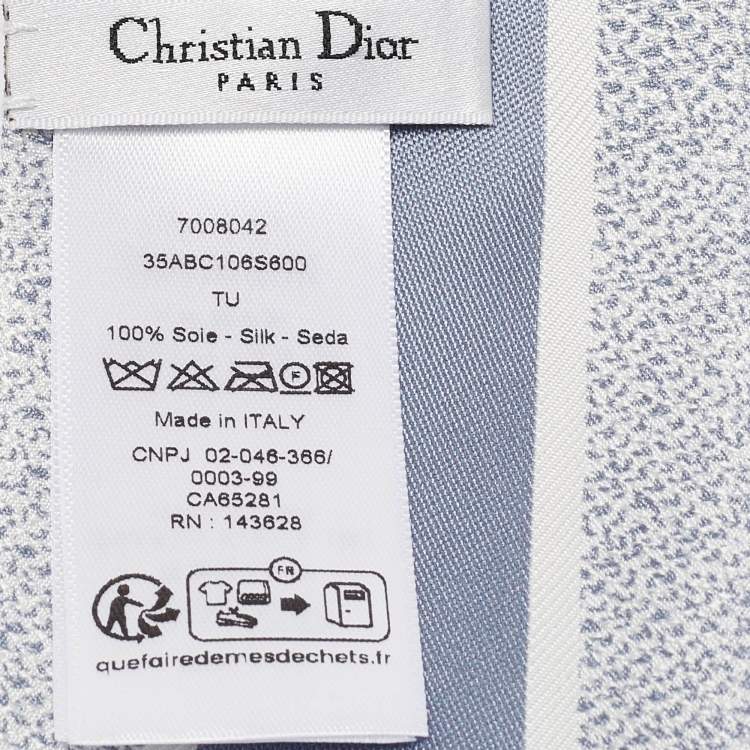 Christian Dior
PARIS
7008042
35ABC106S600
TU
100% Soie - Silk - Seda
F
Made in ITALY
CNPJ 02-046-366/
0003-99
CA65281
RN : 143628
FR
quefairedemesdechets.fr